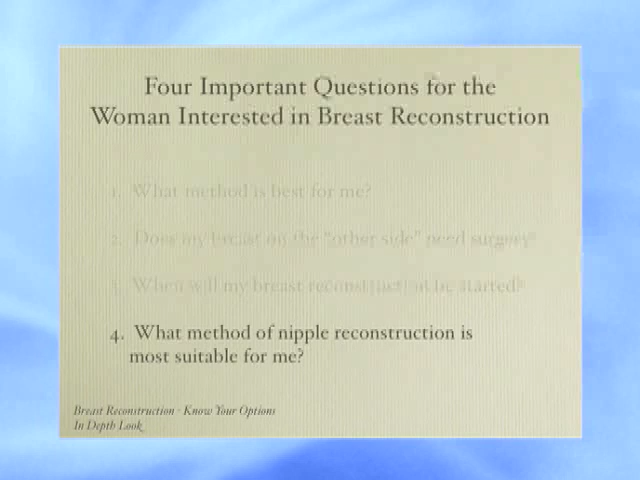 Four Important Questions for the
Woman Interested in Breast Reconstruction
1. What method is best for me?
2. Does my breast on the "other side" need surgery?
3. When will my breast reconstruction be started?
4. What method of nipple reconstruction is
most suitable for me?
Breast Reconstruction - Know Your Options
In Depth Look